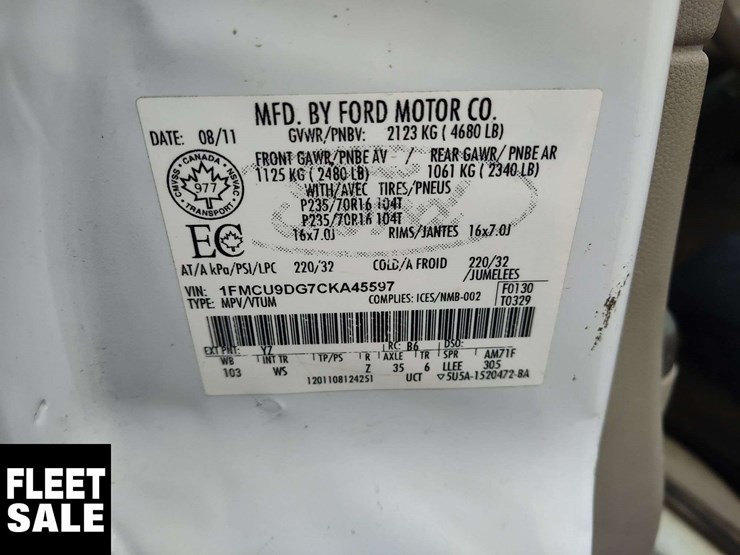 MFD. BY FORD MOTOR CO.
DATE: 08/11 GVWR/PNBV: 2123 KG ( 4680 LB)
FRONT GAWR/PNBE AV / REAR GAWR/ PNBE AR
1125 KG ( 2480 LB) 1061 KG ( 2340 LB)
WITH/AVEC TIRES/PNEUS
P235/70R16 104T
P235/70R16 104T
16x7.0J RIMS/JANTES 16x7.0J
CANADA
CMVSS NSVAC
977
TRANSPORT
EC
AT/A kPa/PSI/LPC 220/32 COLD/A FROID 220/32
/JUMELEES
VIN: 1FMCU9DG7CKA45597 F0130
TYPE: MPV/VTUM COMPLIES: ICES/NMB-002 T0329
EXT PNT: YZ RC: B6 DSO:
WB INT TR TP/PS R AXLE TR SPR AM71F
103 WS Z 35 6 LLEE 305
1201108124251 UCT ▽5U5A-1520472-BA
FLEET
SALE